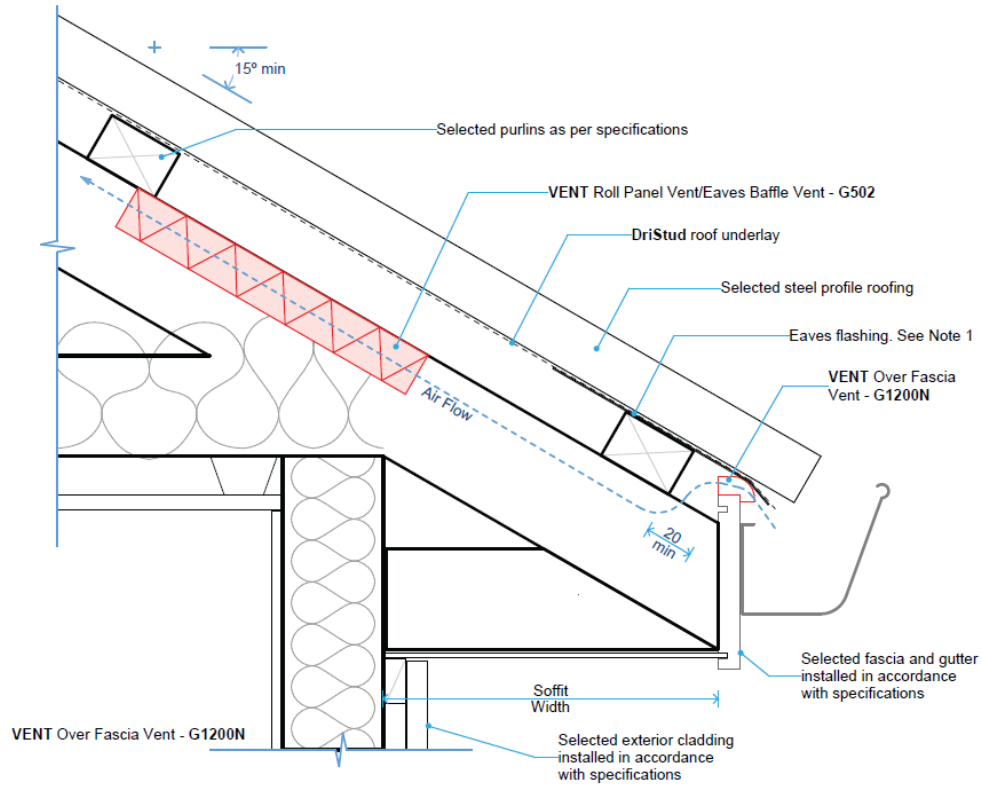 15° min
Selected purlins as per specifications
VENT Roll Panel Vent/Eaves Baffle Vent - G502
DriStud roof underlay
Selected steel profile roofing
Eaves flashing. See Note 1
VENT Over Fascia
Vent - G1200N
Air Flow
20
min
Selected fascia and gutter
installed in accordance
with specifications
Soffit
Width
VENT Over Fascia Vent - G1200N
Selected exterior cladding
installed in accordance
with specifications